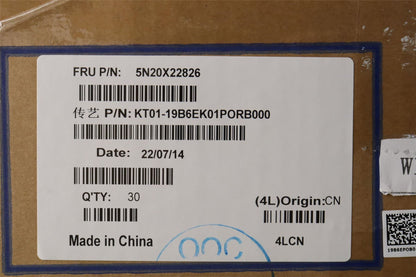 FRU P/N: 5N20X22826
传艺 P/N: KT01-19B6EK01PORB000
Date: 22/07/14
Q'TY: 30
(4L)Origin:CN
Made in China
4LCN